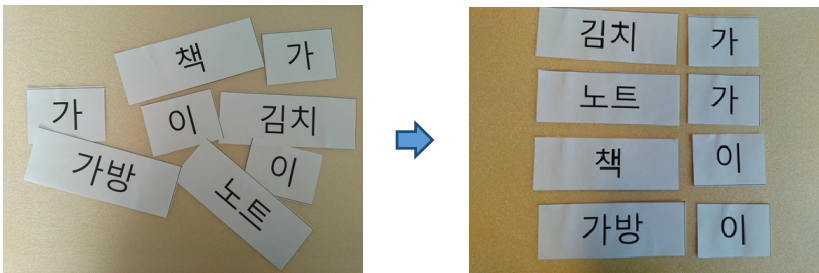 책 가
가 이 김치
가방 노트 이
김치 가
노트 가
책 이
가방 이